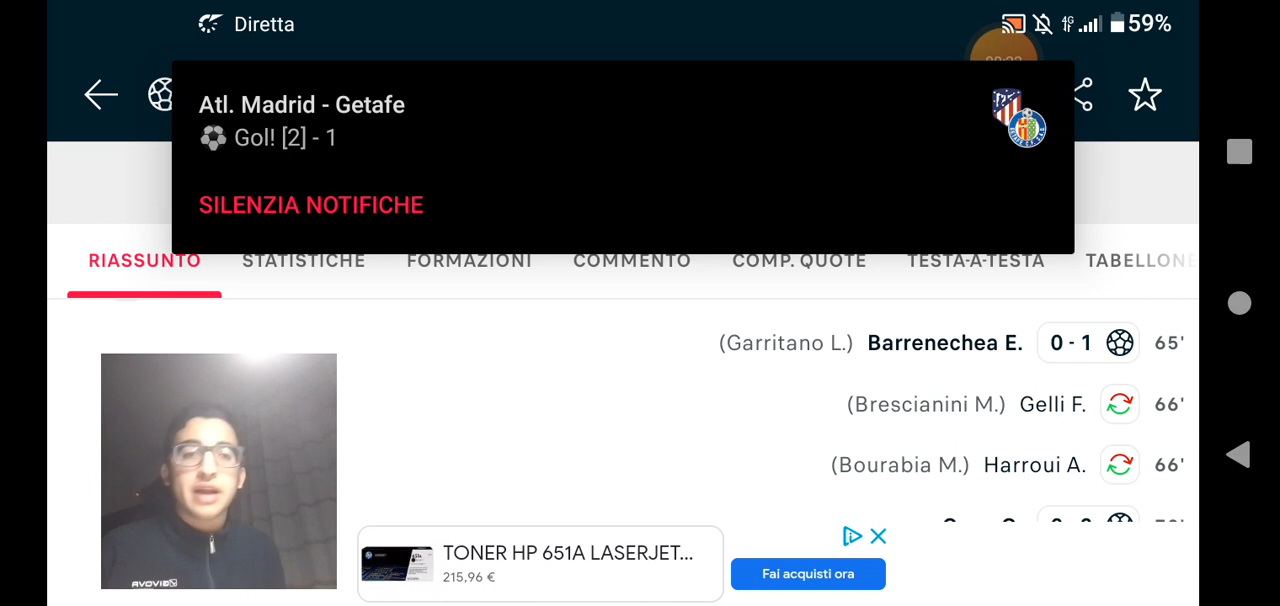 Diretta
4G
59%
Atl. Madrid - Getafe
Gol! [2] - 1
SILENZIA NOTIFICHE
RIASSUNTO
STATISTICHE
FORMAZIONI
COMMENTO
COMP. QUOTE
TESTA-A-TESTA
TABELLONE
(Garritano L.) Barrenechea E. 0 - 1 65'
(Brescianini M.) Gelli F. 66'
(Bourabia M.) Harroui A. 66'
TONER HP 651A LASERJET...
215,96 €
Fai acquisti ora